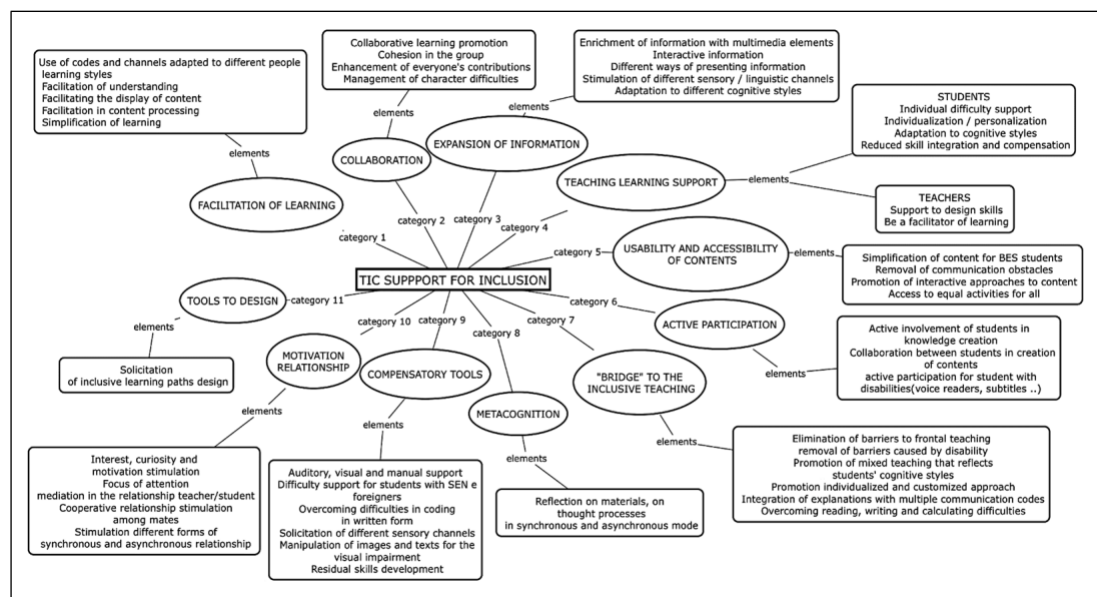 Use of codes and channels adapted to different people
learning styles
Facilitation of understanding
Facilitating the display of content
Facilitation in content processing
Simplification of learning
elements
FACILITATION OF LEARNING
category 1
Collaborative learning promotion
Cohesion in the group
Enhancement of everyone's contributions
Management of character difficulties
elements
COLLABORATION
category 2
Enrichment of information with multimedia elements
Interactive information
Different ways of presenting information
Stimulation of different sensory / linguistic channels
Adaptation to different cognitive styles
elements
EXPANSION OF INFORMATION
category 3
STUDENTS
Individual difficulty support
Individualization / personalization
Adaptation to cognitive styles
Reduced skill integration and compensation
elements
TEACHING LEARNING SUPPORT
category 4
TEACHERS
Support to design skills
Be a facilitator of learning
category 5
USABILITY AND ACCESSIBILITY
OF CONTENTS
elements
Simplification of content for BES students
Removal of communication obstacles
Promotion of interactive approaches to content
Access to equal activities for all
TIC SUPPPORT FOR INCLUSION
category 6
ACTIVE PARTICIPATION
elements
Active involvement of students in
knowledge creation
Collaboration between students in creation
of contents
active participation for student with
disabilities(voice readers, subtitles ..)
category 7
"BRIDGE" TO THE
INCLUSIVE TEACHING
elements
Elimination of barriers to frontal teaching
removal of barriers caused by disability
Promotion of mixed teaching that reflects
students' cognitive styles
Promotion individualized and customized approach
Integration of explanations with multiple communication codes
Overcoming reading, writing and calculating difficulties
category 8
METACOGNITION
elements
Reflection on materials, on
thought processes
in synchronous and asynchronous mode
category 9
COMPENSATORY TOOLS
elements
Auditory, visual and manual support
Difficulty support for students with SEN e
foreigners
Overcoming difficulties in coding
in written form
Solicitation of different sensory channels
Manipulation of images and texts for the
visual impairment
Residual skills development
category 10
MOTIVATION
RELATIONSHIP
elements
Interest, curiosity and
motivation stimulation
Focus of attention
mediation in the relationship teacher/student
Cooperative relationship stimulation
among mates
Stimulation different forms of
synchronous and asynchronous relationship
category 11
TOOLS TO DESIGN
elements
Solicitation
of inclusive learning paths design